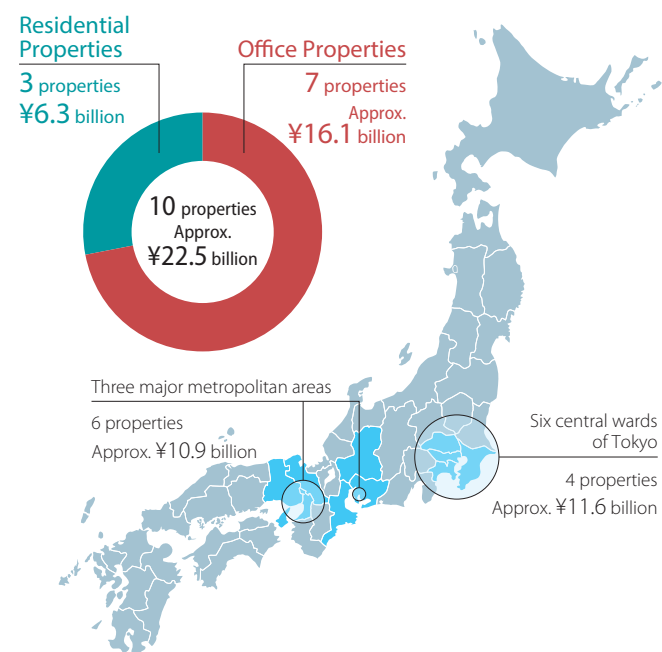 Residential
Properties
3 properties
¥6.3 billion
Office Properties
7 properties
Approx.
¥16.1 billion
10 properties
Approx.
¥22.5 billion
Three major metropolitan areas
6 properties
Approx. ¥10.9 billion
Six central wards
of Tokyo
4 properties
Approx. ¥11.6 billion